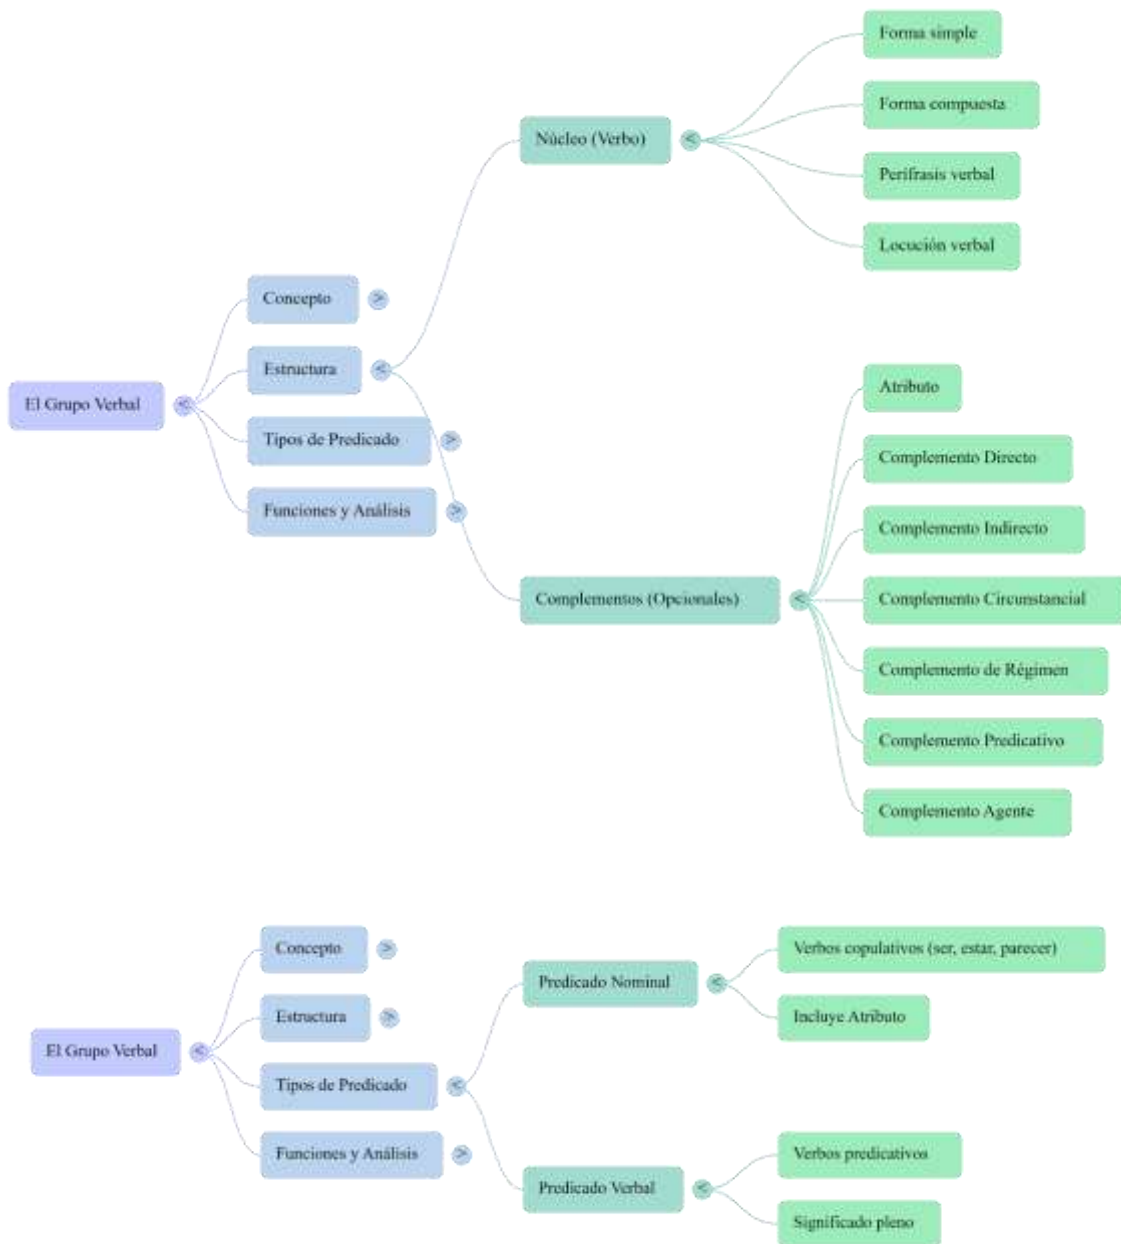 El Grupo Verbal
Concepto
Estructura
Tipos de Predicado
Funciones y Análisis
Núcleo (Verbo)
Forma simple
Forma compuesta
Perífrasis verbal
Locución verbal
Complementos (Opcionales)
Atributo
Complemento Directo
Complemento Indirecto
Complemento Circunstancial
Complemento de Régimen
Complemento Predicativo
Complemento Agente
El Grupo Verbal
Concepto
Estructura
Tipos de Predicado
Funciones y Análisis
Predicado Nominal
Verbos copulativos (ser, estar, parecer)
Incluye Atributo
Predicado Verbal
Verbos predicativos
Significado pleno